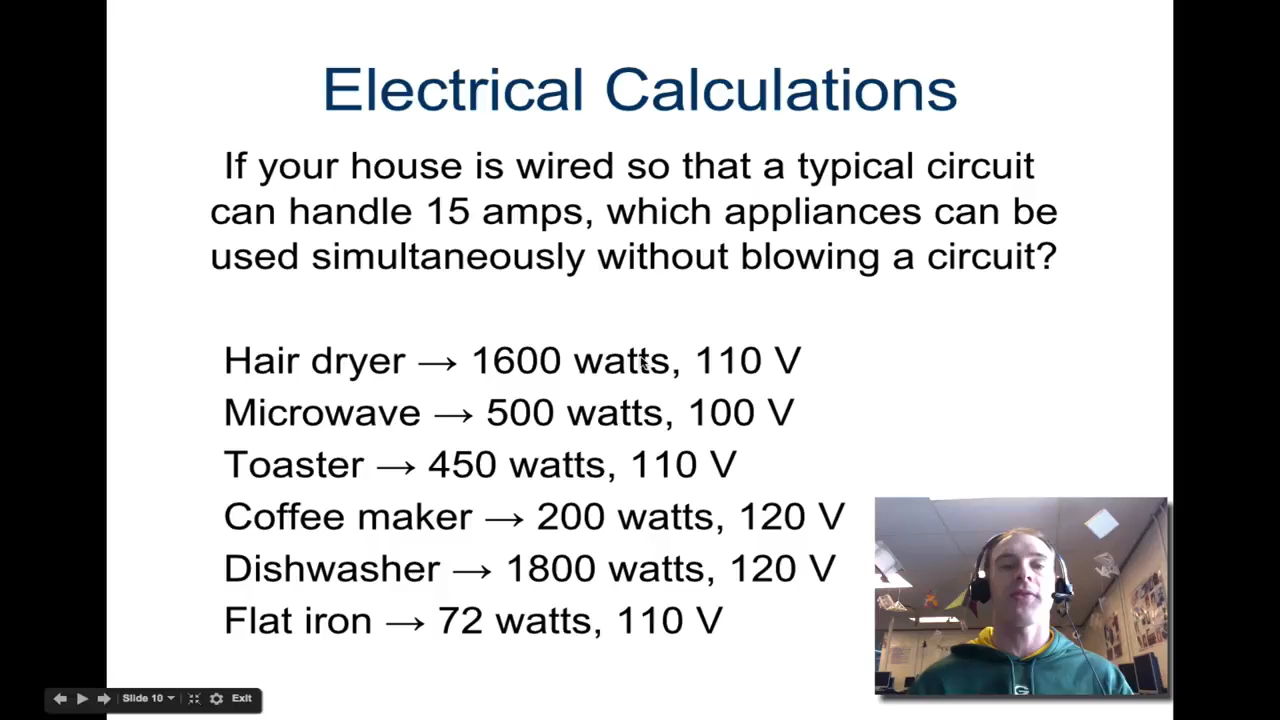 Electrical Calculations
If your house is wired so that a typical circuit
can handle 15 amps, which appliances can be
used simultaneously without blowing a circuit?
Hair dryer → 1600 watts, 110 V
Microwave → 500 watts, 100 V
Toaster → 450 watts, 110 V
Coffee maker → 200 watts, 120 V
Dishwasher → 1800 watts, 120 V
Flat iron → 72 watts, 110 V
G
Slide 10 Exit